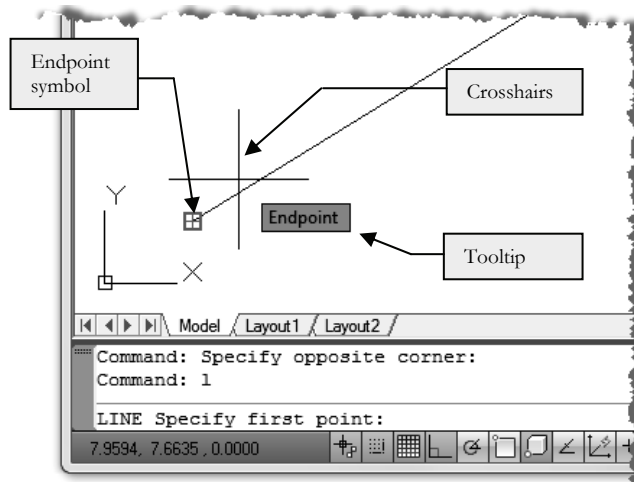 Endpoint
symbol
Crosshairs
Y
Endpoint
X
Tooltip
Model Layout1 Layout2
Command: Specify opposite corner:
Command: l
LINE Specify first point:
7.9594, 7.6635 , 0.0000